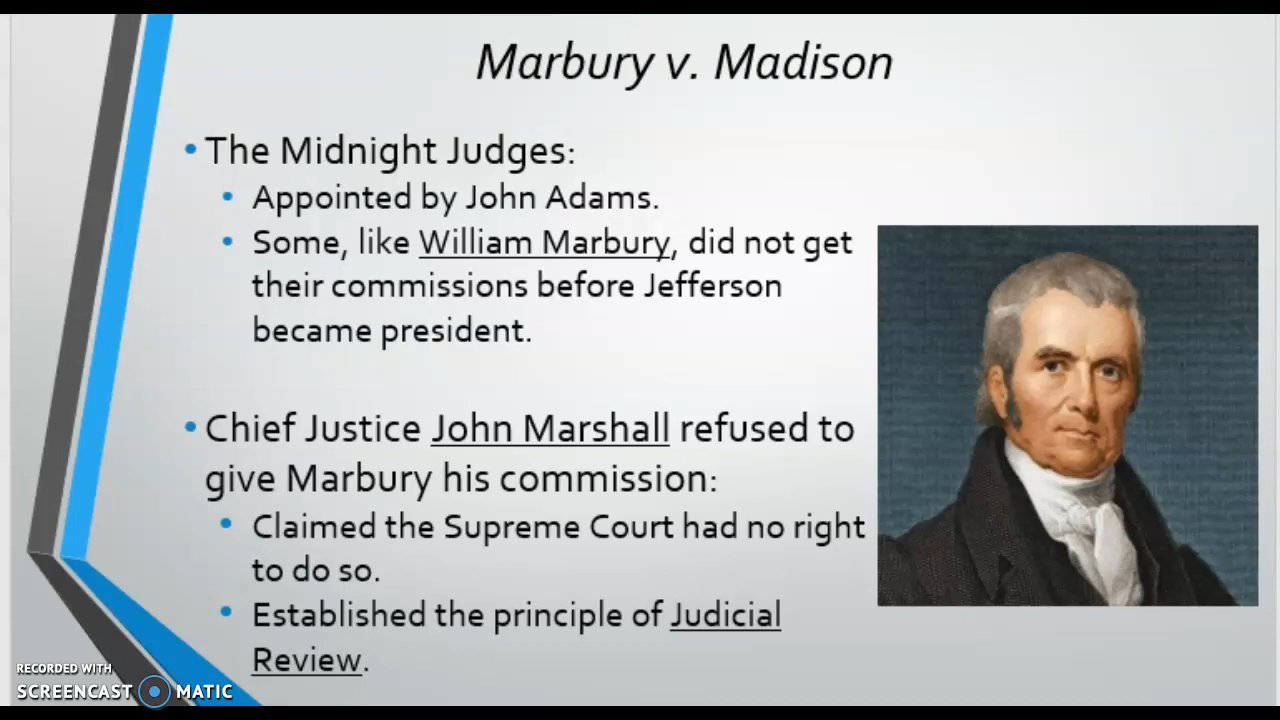 Marbury v. Madison
• The Midnight Judges:
• Appointed by John Adams.
• Some, like William Marbury, did not get
their commissions before Jefferson
became president.
• Chief Justice John Marshall refused to
give Marbury his commission:
• Claimed the Supreme Court had no right
to do so.
• Established the principle of Judicial
Review.
RECORDED WITH
SCREENCAST MATIC